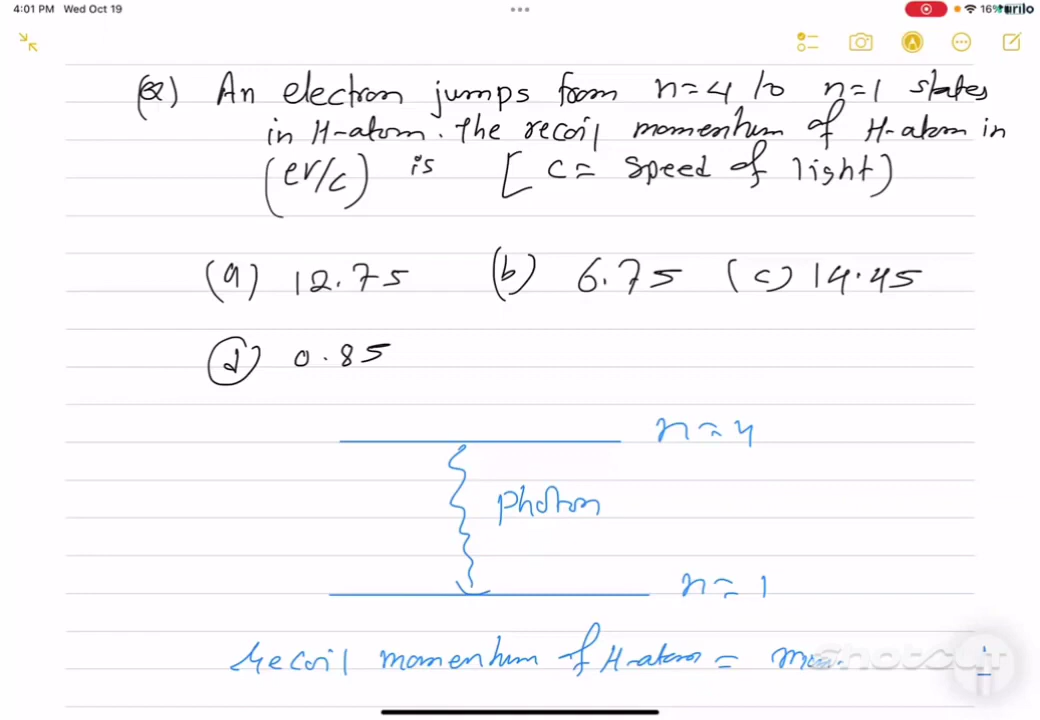 4:01 PM Wed Oct 19
16%
(Q) An electron jumps from n=4 to n=1 states
in H-atom. The recoil momentum of H-atom in
(eV/c) is [ c = speed of light)
(a) 12.75 (b) 6.75 (c) 14.45
(d) 0.85
n=4
photon
n=1
Recoil momentum of H-atom = mom
shotcut